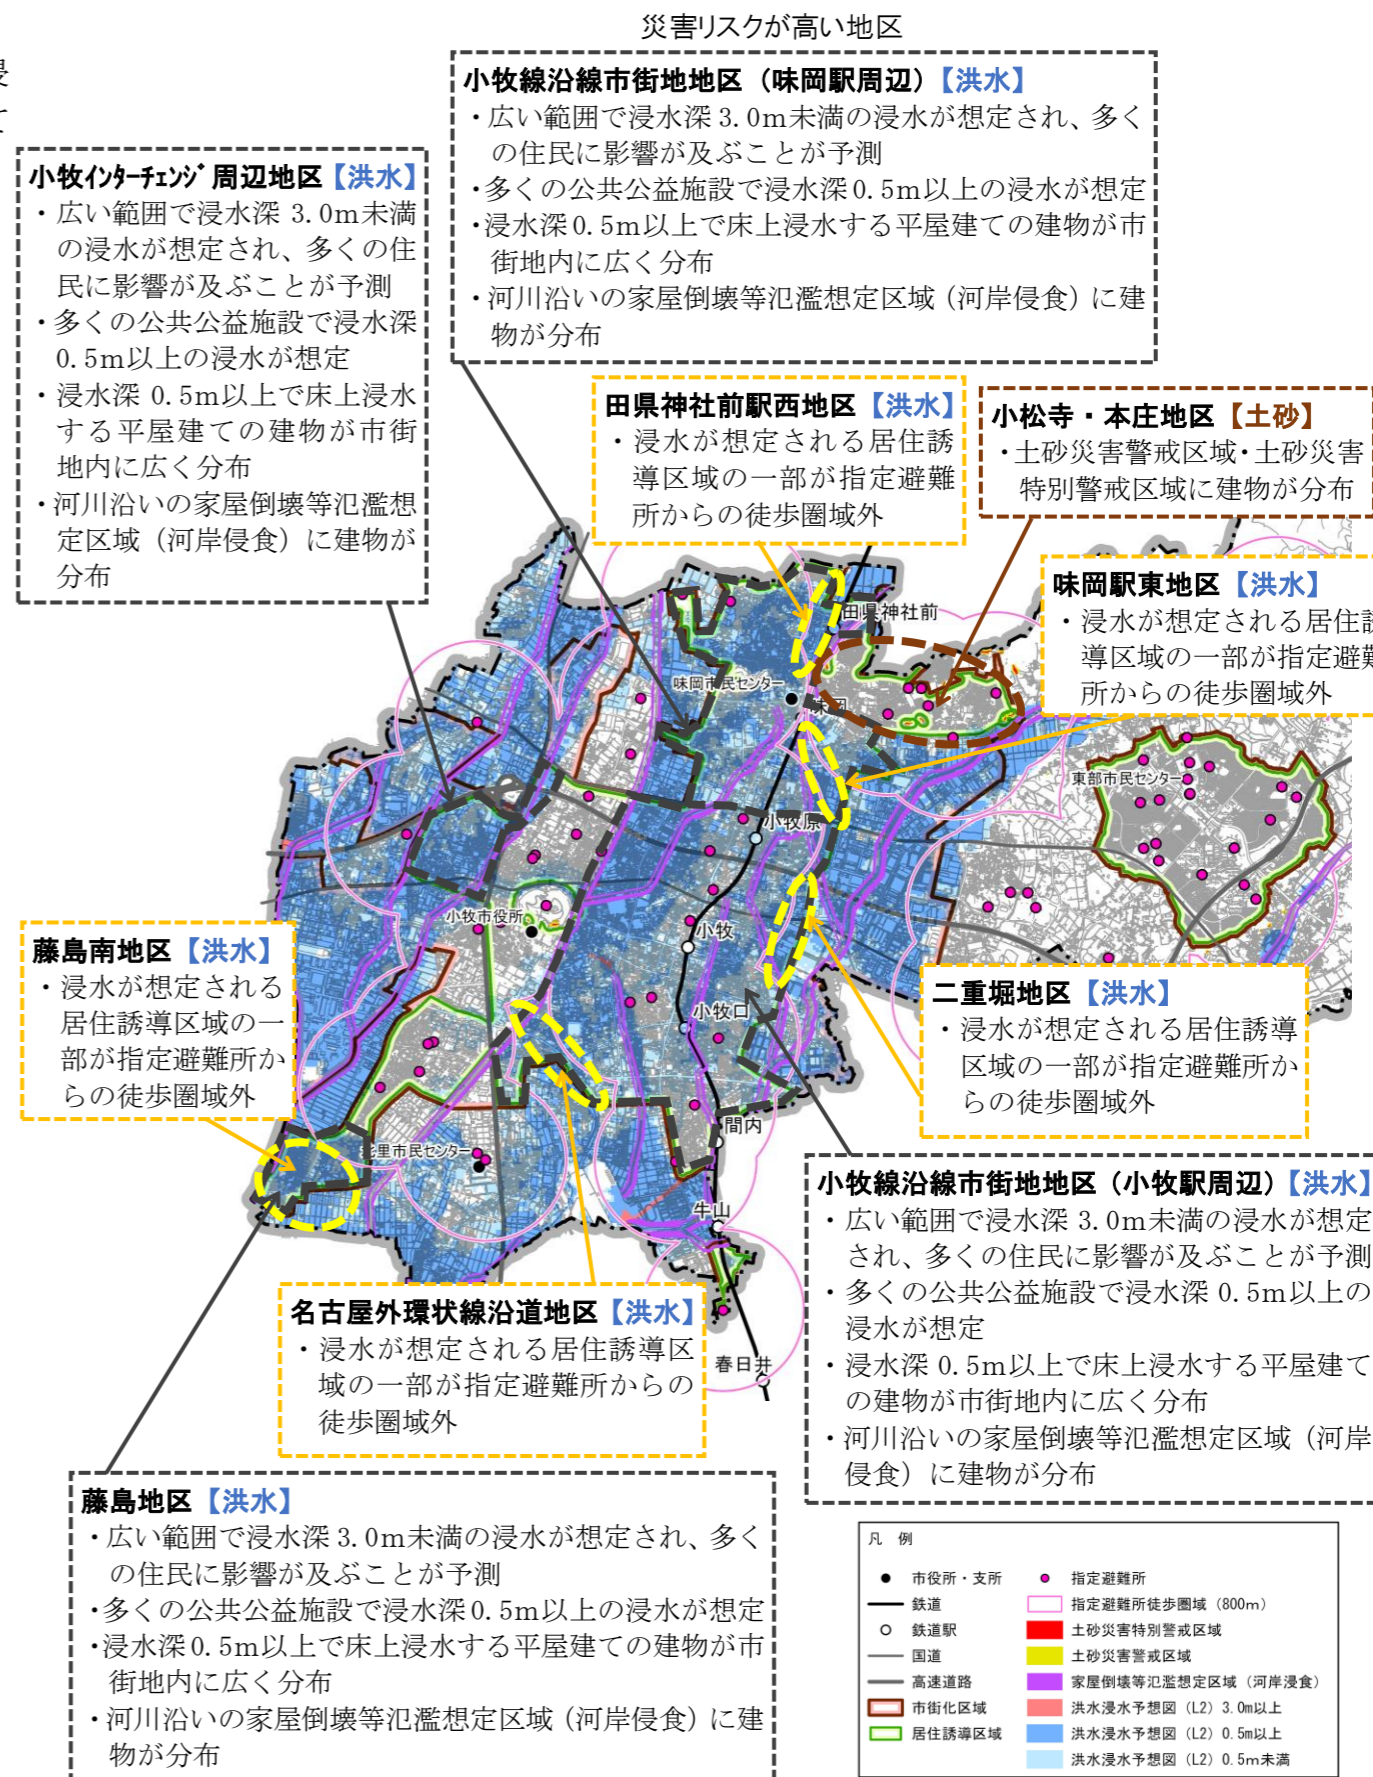 災害リスクが高い地区
小牧線沿線市街地地区（味岡駅周辺）【洪水】
・広い範囲で浸水深 3.0m未満の浸水が想定され、多く
の住民に影響が及ぶことが予測
・多くの公共公益施設で浸水深 0.5m以上の浸水が想定
・浸水深 0.5m以上で床上浸水する平屋建ての建物が市
街地内に広く分布
・河川沿いの家屋倒壊等氾濫想定区域（河岸侵食）に建
物が分布
小牧インターチェンジ周辺地区【洪水】
・広い範囲で浸水深 3.0m未満
の浸水が想定され、多くの住
民に影響が及ぶことが予測
・多くの公共公益施設で浸水深
0.5m以上の浸水が想定
・浸水深 0.5m以上で床上浸水
する平屋建ての建物が市街
地内に広く分布
・河川沿いの家屋倒壊等氾濫想
定区域（河岸侵食）に建物が
分布
田県神社前駅西地区【洪水】
・浸水が想定される居住誘
導区域の一部が指定避難
所からの徒歩圏域外
小松寺・本庄地区【土砂】
・土砂災害警戒区域・土砂災害
特別警戒区域に建物が分布
味岡駅東地区【洪水】
・浸水が想定される居住誘
導区域の一部が指定避難
所からの徒歩圏域外
田県神社前
味岡市民センター
味岡
東部市民センター
小牧原
小牧市役所
小牧
小牧口
間内
北里市民センター
牛山
春日井
藤島南地区【洪水】
・浸水が想定される
居住誘導区域の一
部が指定避難所か
らの徒歩圏域外
二重堀地区【洪水】
・浸水が想定される居住誘導
区域の一部が指定避難所か
らの徒歩圏域外
名古屋外環状線沿道地区【洪水】
・浸水が想定される居住誘導区
域の一部が指定避難所からの
徒歩圏域外
小牧線沿線市街地地区（小牧駅周辺）【洪水】
・広い範囲で浸水深 3.0m未満の浸水が想定
され、多くの住民に影響が及ぶことが予測
・多くの公共公益施設で浸水深 0.5m以上の
浸水が想定
・浸水深 0.5m以上で床上浸水する平屋建て
の建物が市街地内に広く分布
・河川沿いの家屋倒壊等氾濫想定区域（河岸
侵食）に建物が分布
藤島地区【洪水】
・広い範囲で浸水深 3.0m未満の浸水が想定され、多く
の住民に影響が及ぶことが予測
・多くの公共公益施設で浸水深 0.5m以上の浸水が想定
・浸水深 0.5m以上で床上浸水する平屋建ての建物が市
街地内に広く分布
・河川沿いの家屋倒壊等氾濫想定区域（河岸侵食）に建
物が分布
凡 例
市役所・支所
鉄道
鉄道駅
国道
高速道路
市街化区域
居住誘導区域
指定避難所
指定避難所徒歩圏域（800m）
土砂災害特別警戒区域
土砂災害警戒区域
家屋倒壊等氾濫想定区域（河岸浸食）
洪水浸水予想図（L2）3.0m以上
洪水浸水予想図（L2）0.5m以上
洪水浸水予想図（L2）0.5m未満